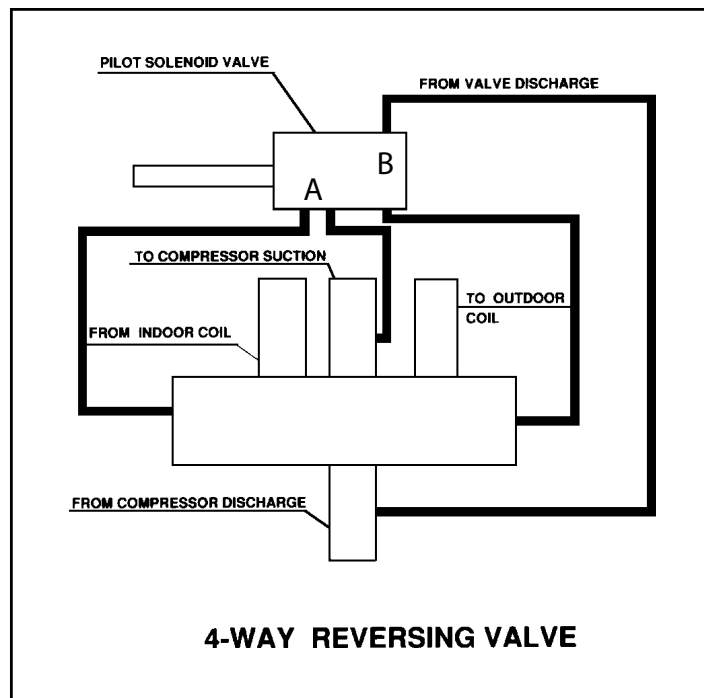 PILOT SOLENOID VALVE
FROM VALVE DISCHARGE
B
A
TO COMPRESSOR SUCTION
TO OUTDOOR
COIL
FROM INDOOR COIL
FROM COMPRESSOR DISCHARGE
4-WAY REVERSING VALVE